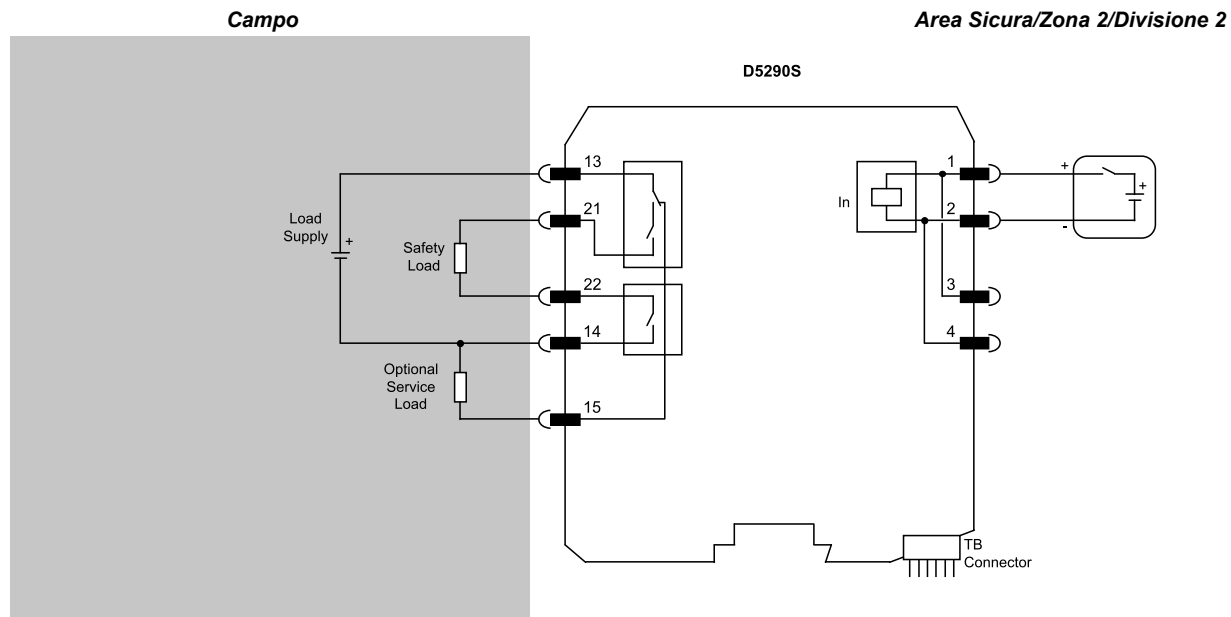 Campo
Area Sicura/Zona 2/Divisione 2
D5290S
13
1
+
+
In
21
2
Load
Supply
+
-
Safety
Load
22
3
14
4
Optional
Service
Load
15
TB
Connector